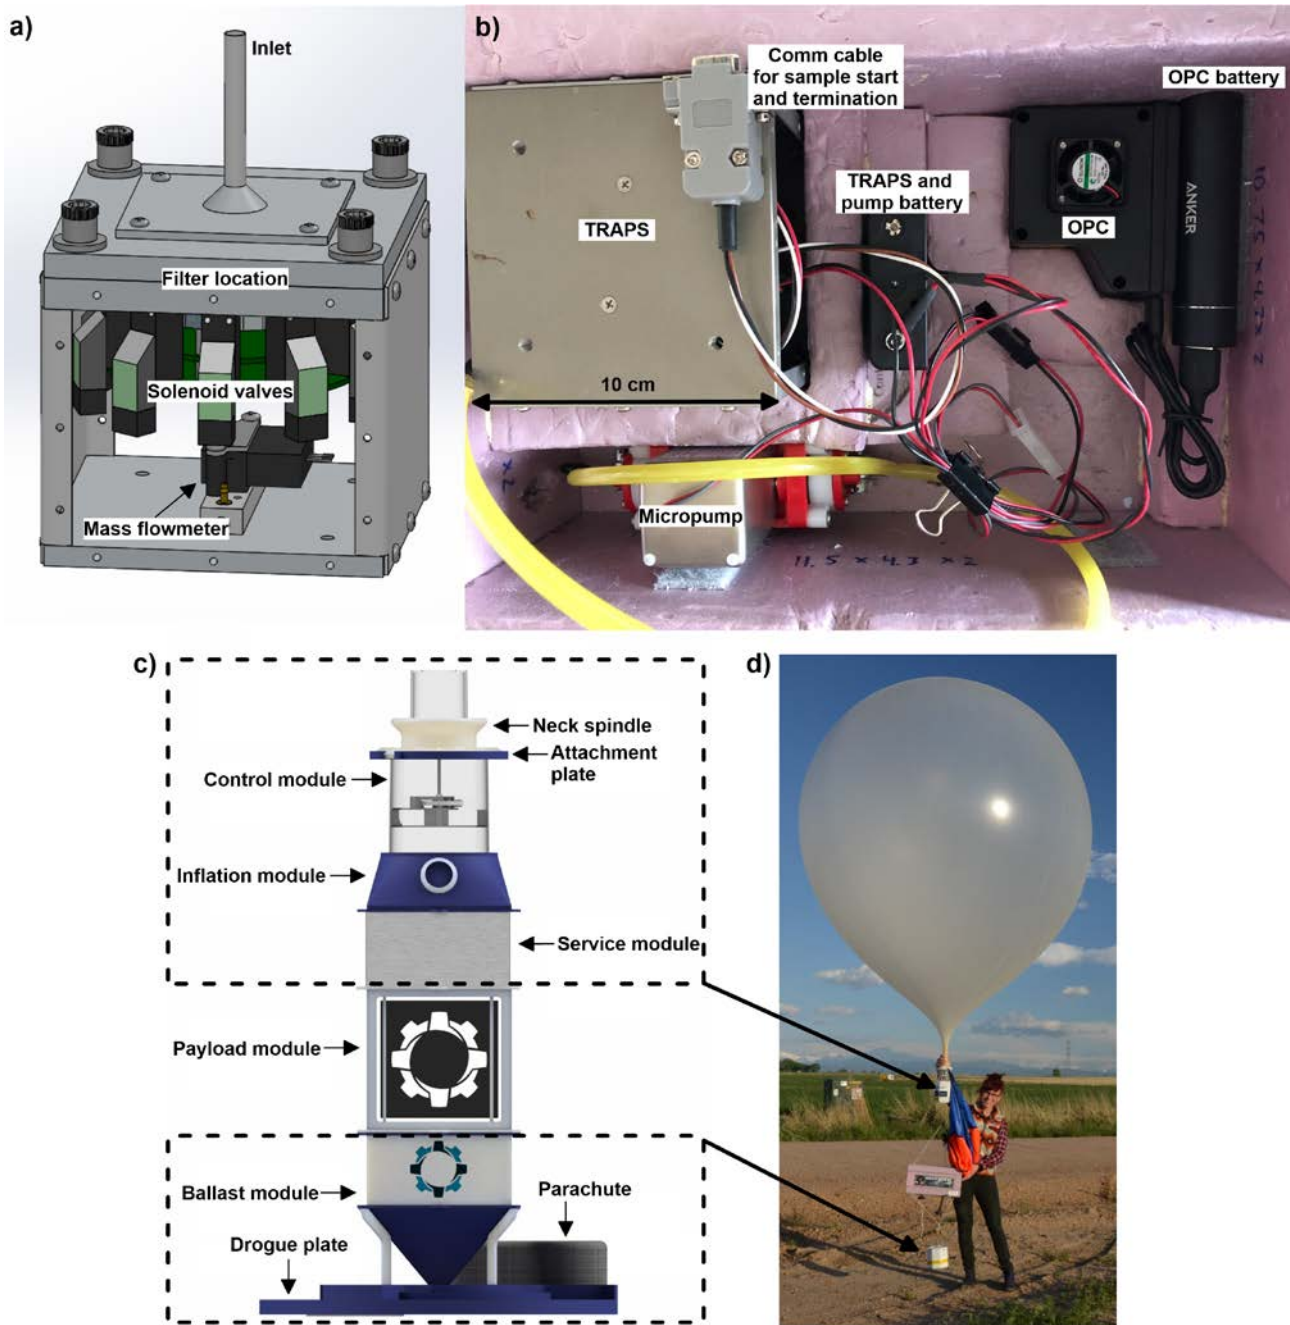 a)
Inlet
Filter location
Solenoid valves
Mass flowmeter
b)
Comm cable
for sample start
and termination
OPC battery
TRAPS and
pump battery
TRAPS
OPC
ANKER
10 cm
Micropump
11.5 x 4.3 x 2
c)
Neck spindle
Attachment
plate
Control module
Inflation module
Service module
Payload module
Ballast module
Parachute
Drogue plate
d)